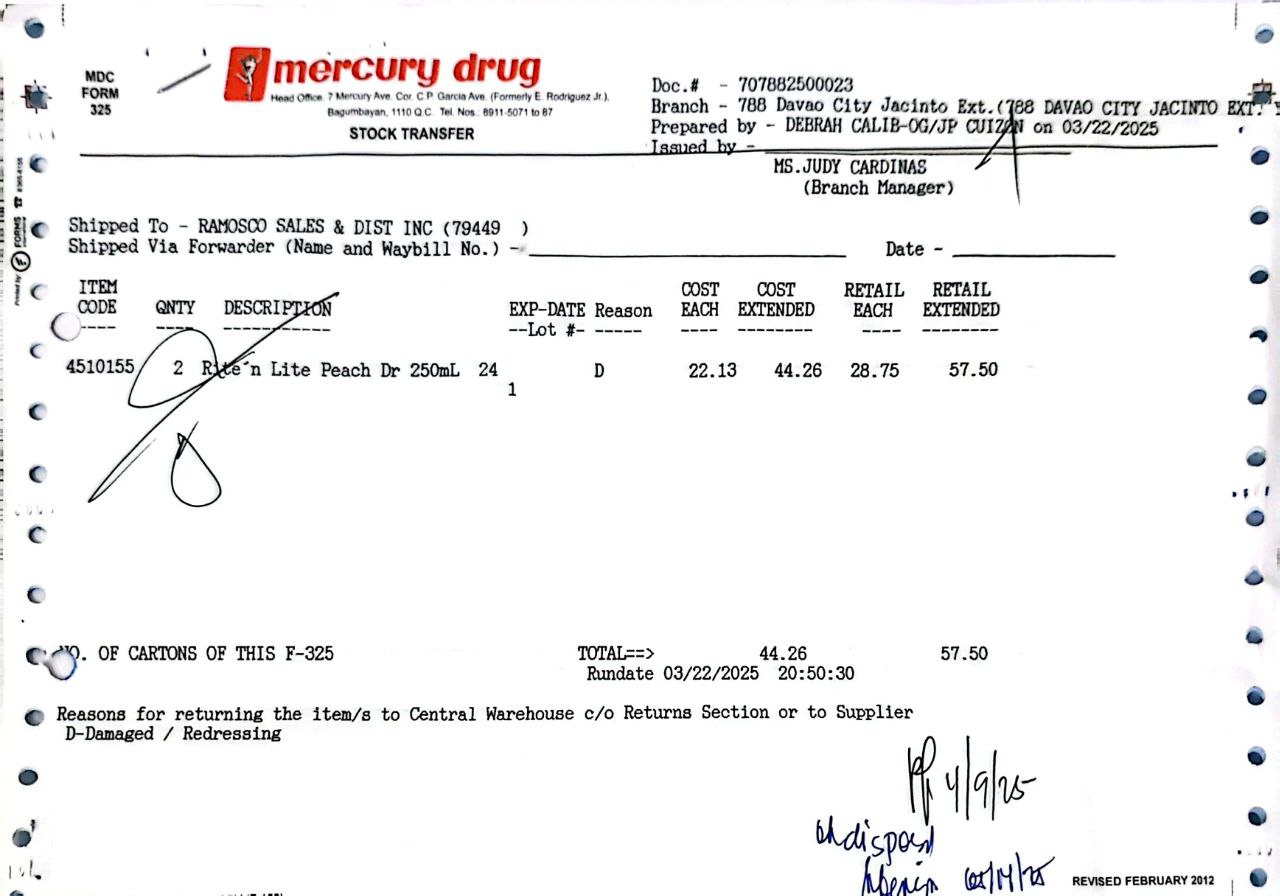 MDC
FORM
325
mercury drug
Head Office: 7 Mercury Ave. Cor. C.P. Garcia Ave. (Formerly E. Rodriguez Jr.),
Bagumbayan, 1110 Q.C. Tel. Nos.: 8911-5071 to 87
STOCK TRANSFER
Doc.# - 707882500023
Branch - 788 Davao City Jacinto Ext.(788 DAVAO CITY JACINTO EXT.
Prepared by - DEBRAH CALIB-OG/JP CUIZON on 03/22/2025
Issued by -
MS.JUDY CARDINAS
(Branch Manager)
Shipped To - RAMOSCO SALES & DIST INC (79449 )
Shipped Via Forwarder (Name and Waybill No.) - Date -
ITEM COST COST RETAIL RETAIL
CODE QNTY DESCRIPTION EXP-DATE Reason EACH EXTENDED EACH EXTENDED
---- ---- ----------- --Lot #- ----- ---- -------- ---- --------
4510155 2 Rite'n Lite Peach Dr 250mL 24 D 22.13 44.26 28.75 57.50
1
NO. OF CARTONS OF THIS F-325 TOTAL==> 44.26 57.50
Rundate 03/22/2025 20:50:30
Reasons for returning the item/s to Central Warehouse c/o Returns Section or to Supplier
D-Damaged / Redressing
4/9/25
REVISED FEBRUARY 2012